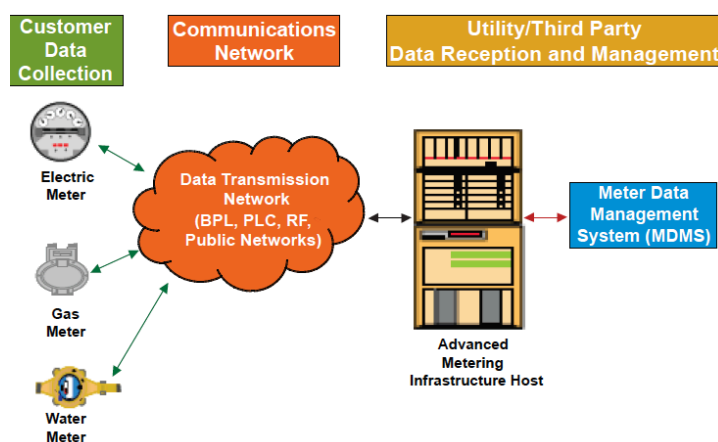 Customer
Data
Collection
Communications
Network
Utility/Third Party
Data Reception and Management
Electric
Meter
Data Transmission
Network
(BPL, PLC, RF,
Public Networks)
Gas
Meter
Water
Meter
Advanced
Metering
Infrastructure Host
Meter Data
Management
System (MDMS)